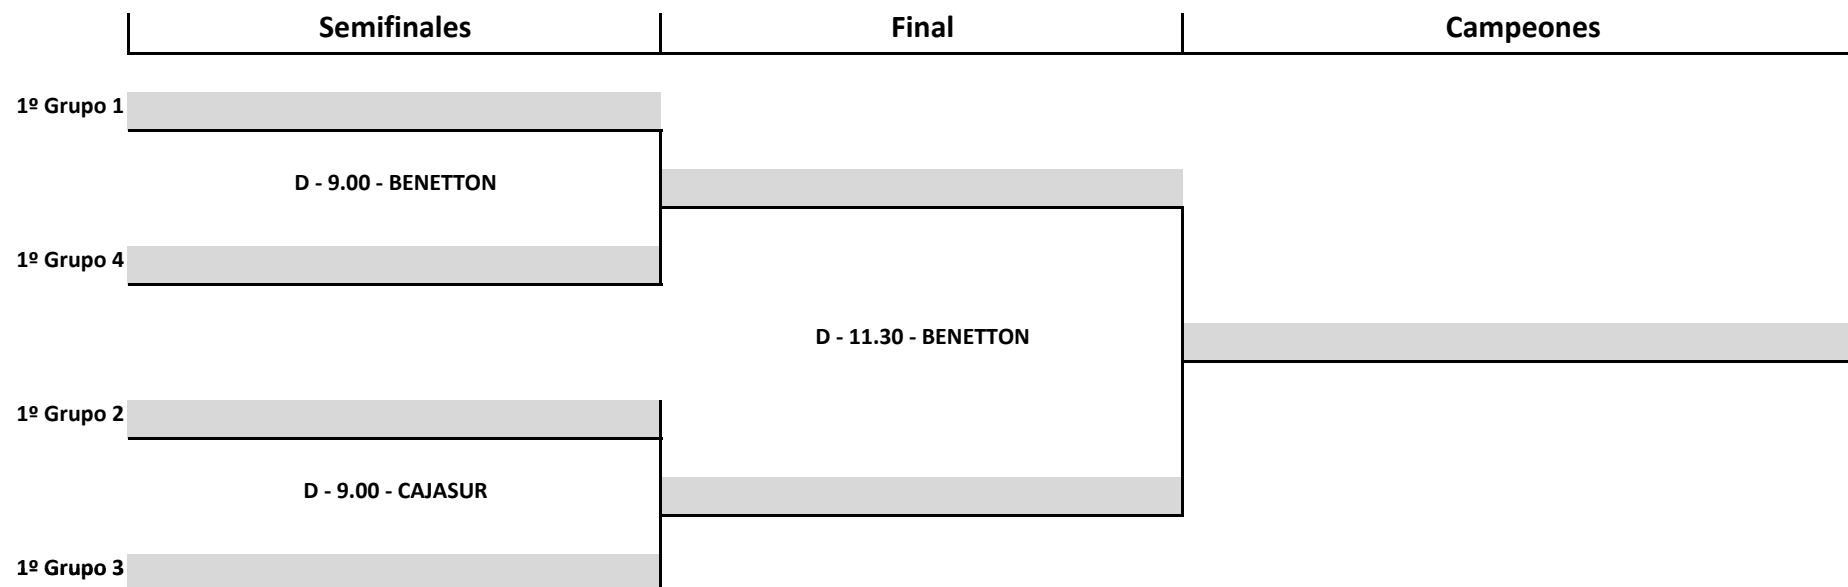 Semifinales Final Campeones
1º Grupo 1
D - 9.00 - BENETTON
1º Grupo 4
D - 11.30 - BENETTON
1º Grupo 2
D - 9.00 - CAJASUR
1º Grupo 3